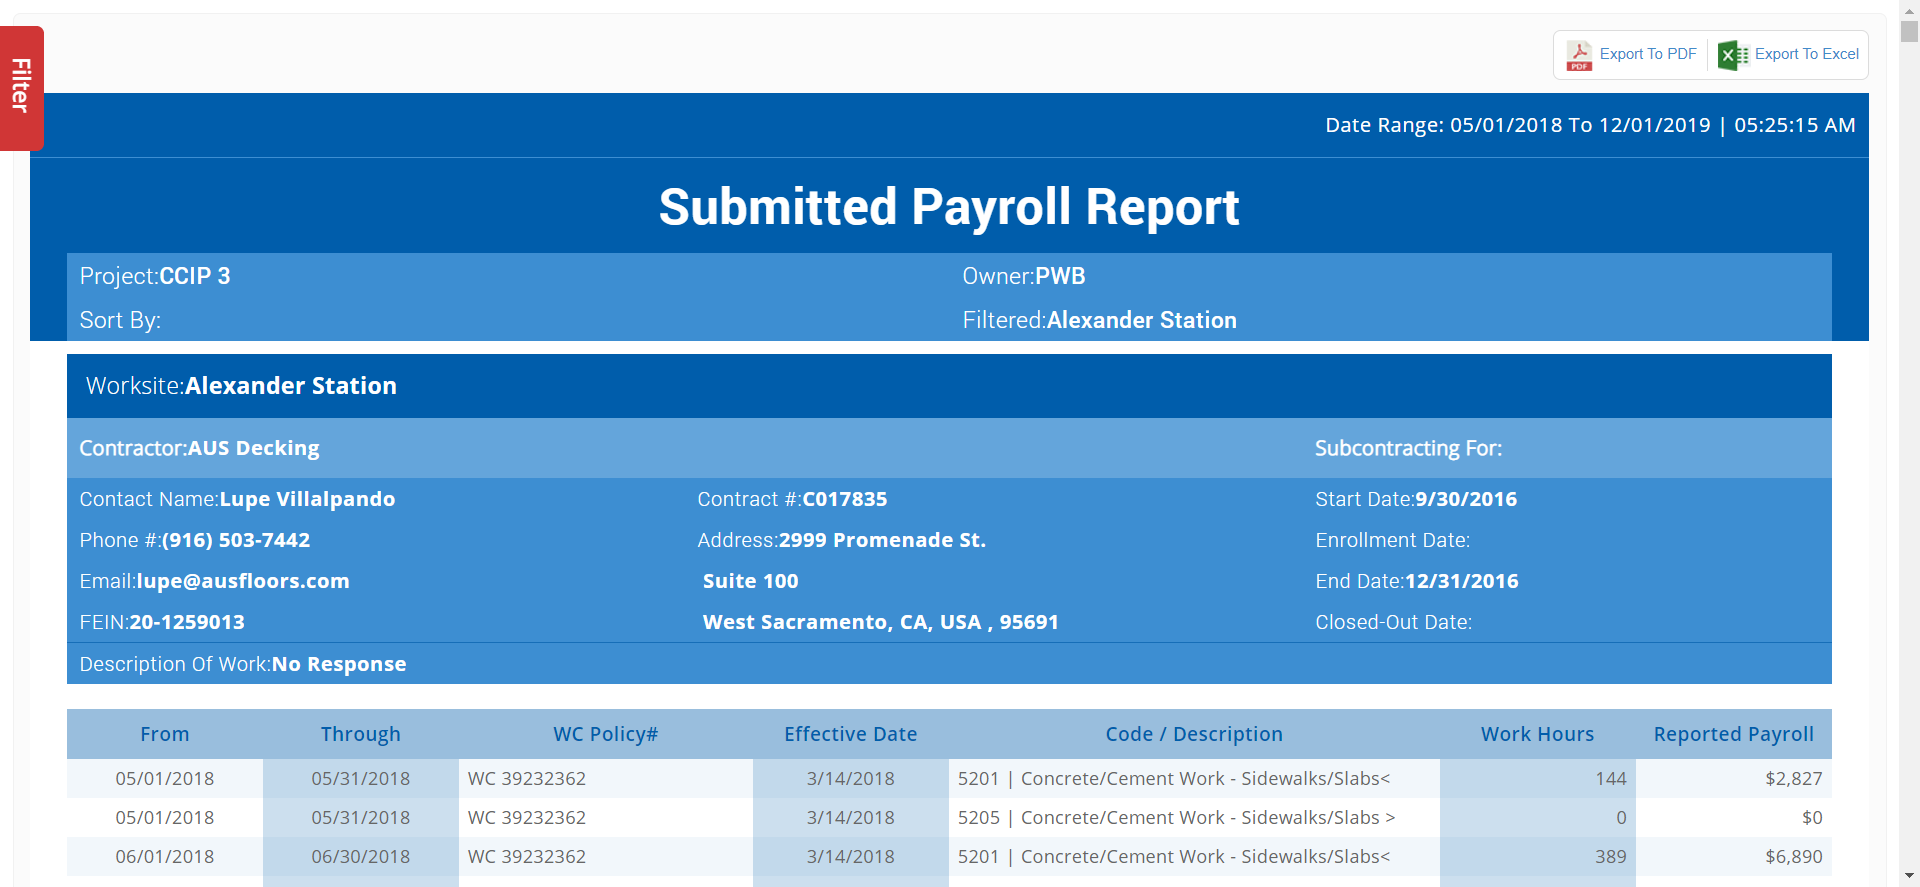 Filter
PDF Export To PDF Export To Excel
Date Range: 05/01/2018 To 12/01/2019 | 05:25:15 AM
Submitted Payroll Report
Project:CCIP 3 Owner:PWB
Sort By: Filtered:Alexander Station
Worksite:Alexander Station
Contractor:AUS Decking Subcontracting For:
Contact Name:Lupe Villalpando Contract #:C017835 Start Date:9/30/2016
Phone #:(916) 503-7442 Address:2999 Promenade St. Enrollment Date:
Email:lupe@ausfloors.com Suite 100 End Date:12/31/2016
FEIN:20-1259013 West Sacramento, CA, USA , 95691 Closed-Out Date:
Description Of Work:No Response
From Through WC Policy# Effective Date Code / Description Work Hours Reported Payroll
05/01/2018 05/31/2018 WC 39232362 3/14/2018 5201 | Concrete/Cement Work - Sidewalks/Slabs< 144 $2,827
05/01/2018 05/31/2018 WC 39232362 3/14/2018 5205 | Concrete/Cement Work - Sidewalks/Slabs > 0 $0
06/01/2018 06/30/2018 WC 39232362 3/14/2018 5201 | Concrete/Cement Work - Sidewalks/Slabs< 389 $6,890